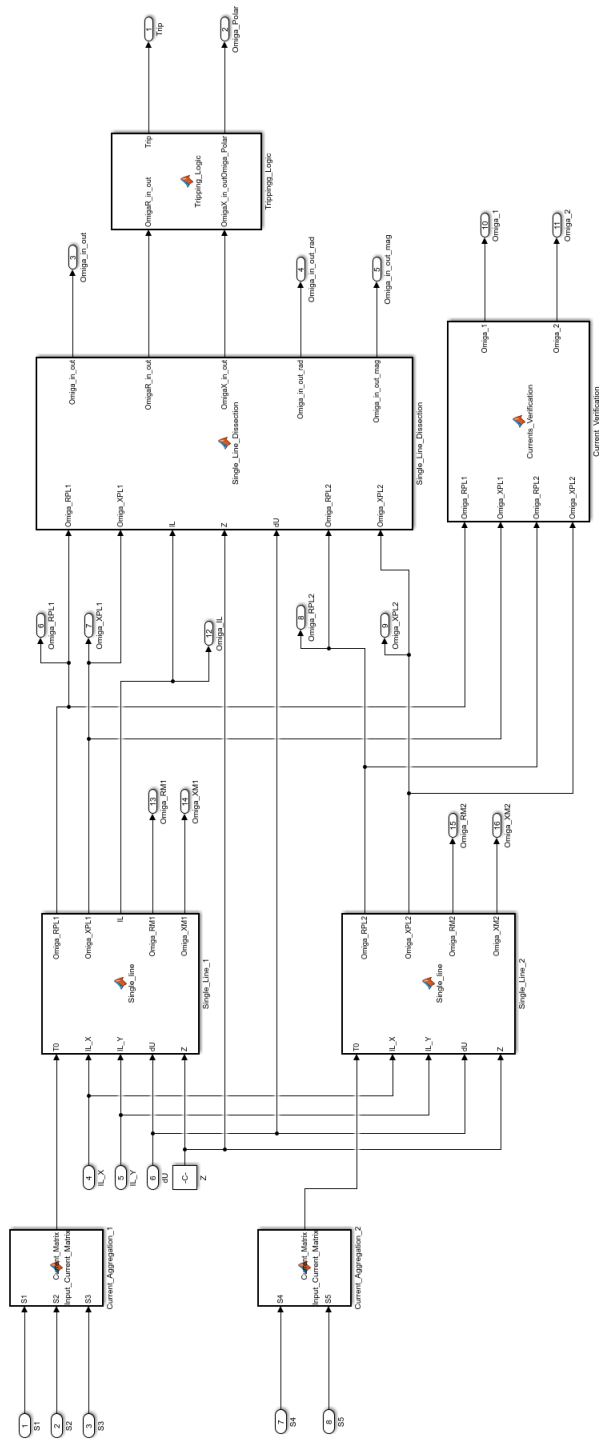 1
S1
2
S2
3
S3
S1
S2
S3
Current_Matrix
Input_Current_Matrix
Current_Aggregation_1
4
IL_X
5
IL_Y
6
dU
-C-
Z
7
S4
8
S5
S4
S5
Current_Matrix
Input_Current_Matrix
Current_Aggregation_2
T0
IL_X
IL_Y
dU
Z
Single_line
Omiga_RPL1
Omiga_XPL1
IL
Omiga_RM1
Omiga_XM1
Single_Line_1
T0
IL_X
IL_Y
dU
Z
Single_line
Omiga_RPL2
Omiga_XPL2
Omiga_RM2
Omiga_XM2
Single_Line_2
13
Omiga_RM1
14
Omiga_XM1
15
Omiga_RM2
16
Omiga_XM2
6
Omiga_RPL1
7
Omiga_XPL1
12
Omiga_IL
8
Omiga_RPL2
9
Omiga_XPL2
Omiga_RPL1
Omiga_XPL1
IL
Z
dU
Omiga_RPL2
Omiga_XPL2
Single_Line_Dissection
Omiga_in_out
OmigaR_in_out
OmigaX_in_out
Omiga_in_out_rad
Omiga_in_out_mag
Single_Line_Dissection
Omiga_RPL1
Omiga_XPL1
Omiga_RPL2
Omiga_XPL2
Currents_Verification
Omiga_1
Omiga_2
Current_Verification
3
Omiga_in_out
4
Omiga_in_out_rad
5
Omiga_in_out_mag
10
Omiga_1
11
Omiga_2
OmigaR_in_out
OmigaX_in_out
Tripping_Logic
Trip
Omiga_Polar
Trippingg_Logic
1
Trip
2
Omiga_Polar